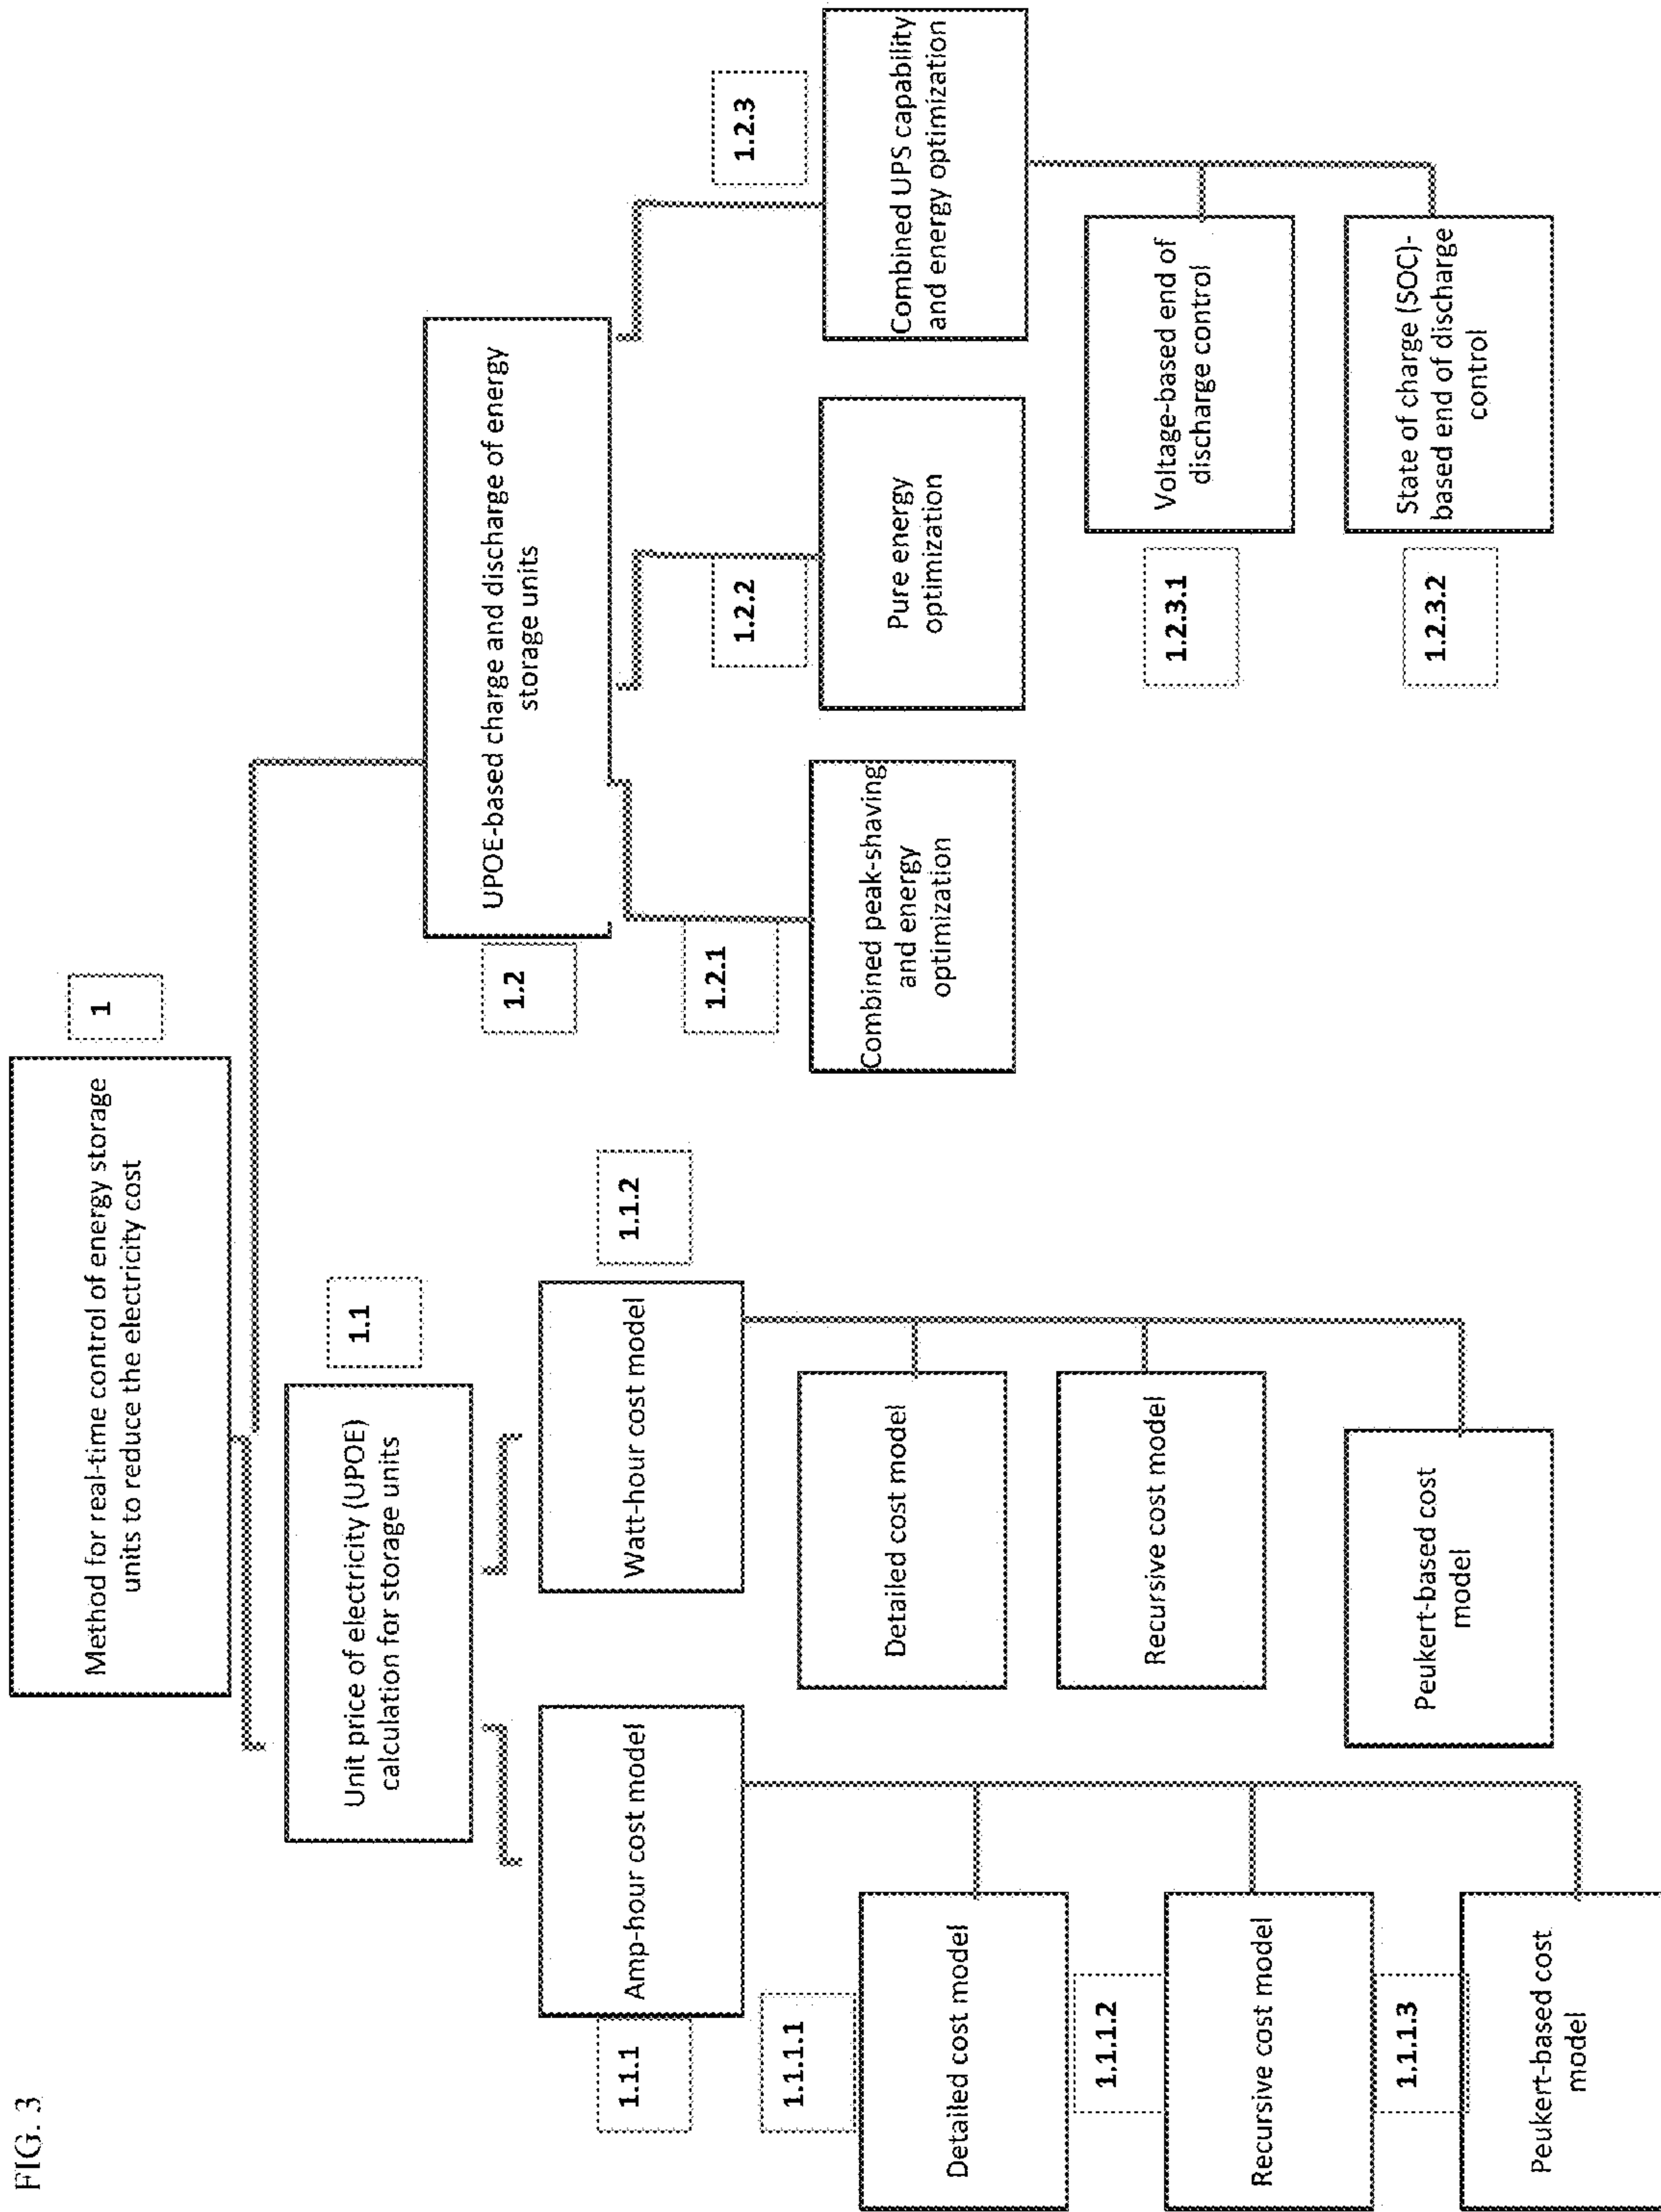 FIG. 3
Method for real-time control of energy storage
units to reduce the electricity cost
1
Unit price of electricity (UPOE)
calculation for storage units
1.1
Amp-hour cost model
1.1.1
Detailed cost model
1.1.1.1
Recursive cost model
1.1.1.2
Peukert-based cost
model
1.1.1.3
Watt-hour cost model
1.1.2
Detailed cost model
Recursive cost model
Peukert-based cost
model
UPOE-based charge and discharge of energy
storage units
1.2
Combined peak-shaving
and energy
optimization
1.2.1
Pure energy
optimization
1.2.2
Combined UPS capability
and energy optimization
1.2.3
Voltage-based end of
discharge control
1.2.3.1
State of charge (SOC)-
based end of discharge
control
1.2.3.2